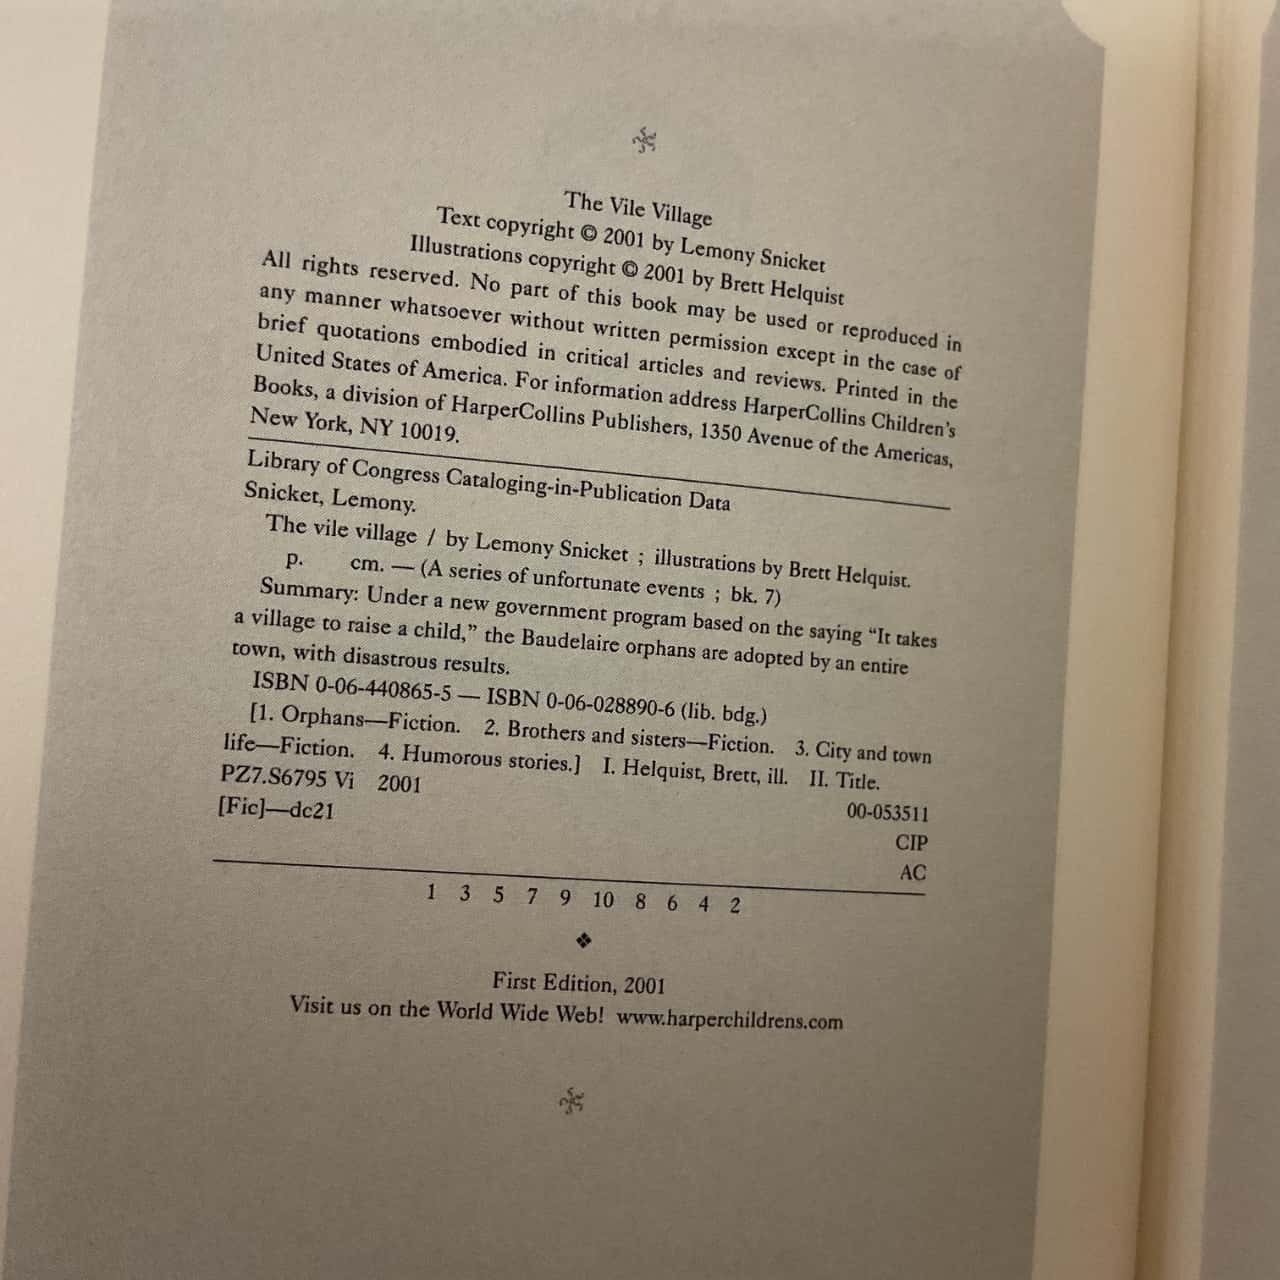 The Vile Village
Text copyright © 2001 by Lemony Snicket
Illustrations copyright © 2001 by Brett Helquist
All rights reserved. No part of this book may be used or reproduced in
any manner whatsoever without written permission except in the case of
brief quotations embodied in critical articles and reviews. Printed in the
United States of America. For information address HarperCollins Children's
Books, a division of HarperCollins Publishers, 1350 Avenue of the Americas,
New York, NY 10019.
Library of Congress Cataloging-in-Publication Data
Snicket, Lemony.
The vile village / by Lemony Snicket ; illustrations by Brett Helquist.
p. cm. — (A series of unfortunate events ; bk. 7)
Summary: Under a new government program based on the saying “It takes
a village to raise a child,” the Baudelaire orphans are adopted by an entire
town, with disastrous results.
ISBN 0-06-440865-5 — ISBN 0-06-028890-6 (lib. bdg.)
[1. Orphans—Fiction. 2. Brothers and sisters—Fiction. 3. City and town
life—Fiction. 4. Humorous stories.] I. Helquist, Brett, ill. II. Title.
PZ7.S6795 Vi 2001
00-053511
[Fic]—dc21
CIP
AC
1 3 5 7 9 10 8 6 4 2
❖
First Edition, 2001
Visit us on the World Wide Web! www.harperchildrens.com